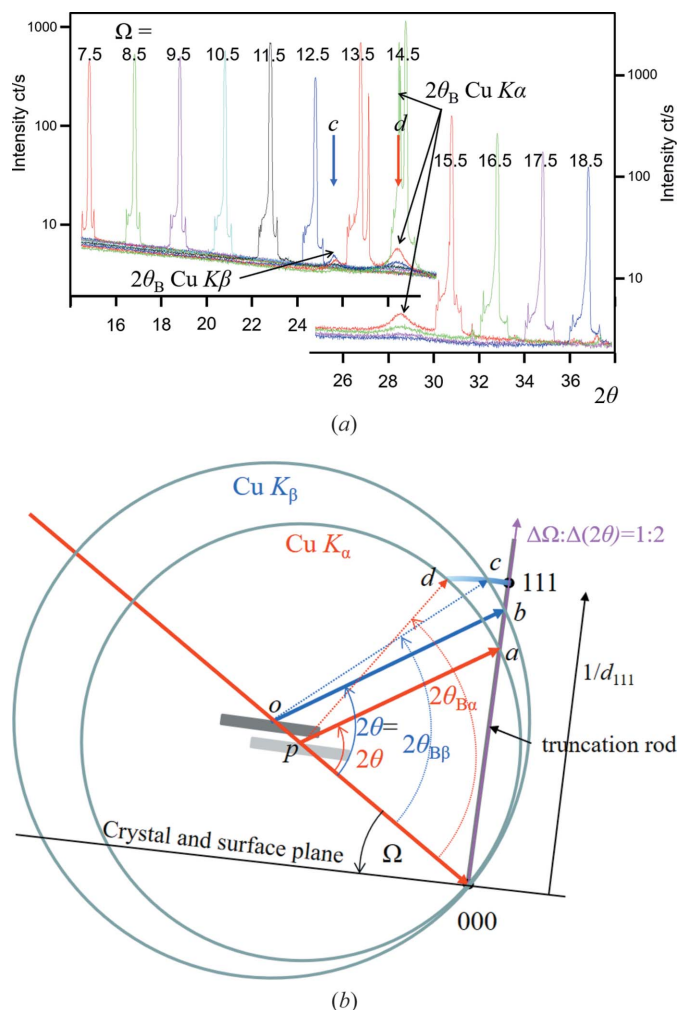 1000
Ω =
7.5 8.5 9.5 10.5 11.5 12.5 13.5 14.5
2θB Cu Kα
1000
Intensity ct/s
100
c d
15.5 16.5 17.5 18.5
100
Intensity ct/s
10
2θB Cu Kβ
10
16 18 20 22 24
26 28 30 32 34 36 2θ
(a)
Cu Kβ
Cu Kα
ΔΩ:Δ(2θ)=1:2
d c 111
b
a
1/d111
o
2θBα
2θ=
p 2θ 2θBβ
truncation rod
Crystal and surface plane
Ω
000
(b)